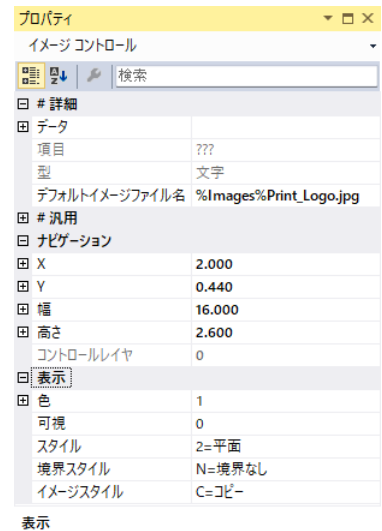 プロパティ
イメージ コントロール
検索
# 詳細
データ
項目 ???
型 文字
デフォルトイメージファイル名 %Images%Print_Logo.jpg
# 汎用
ナビゲーション
X 2.000
Y 0.440
幅 16.000
高さ 2.600
コントロールレイヤ 0
表示
色 1
可視 0
スタイル 2=平面
境界スタイル N=境界なし
イメージスタイル C=コピー
表示